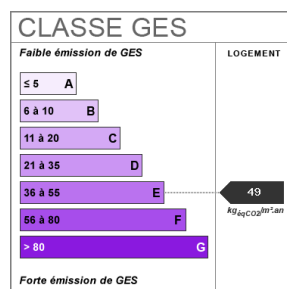 CLASSE GES
Faible émission de GES
LOGEMENT
≤ 5 A
6 à 10 B
11 à 20 C
21 à 35 D
36 à 55 E
49
kgéqCO2/m².an
56 à 80 F
> 80 G
Forte émission de GES